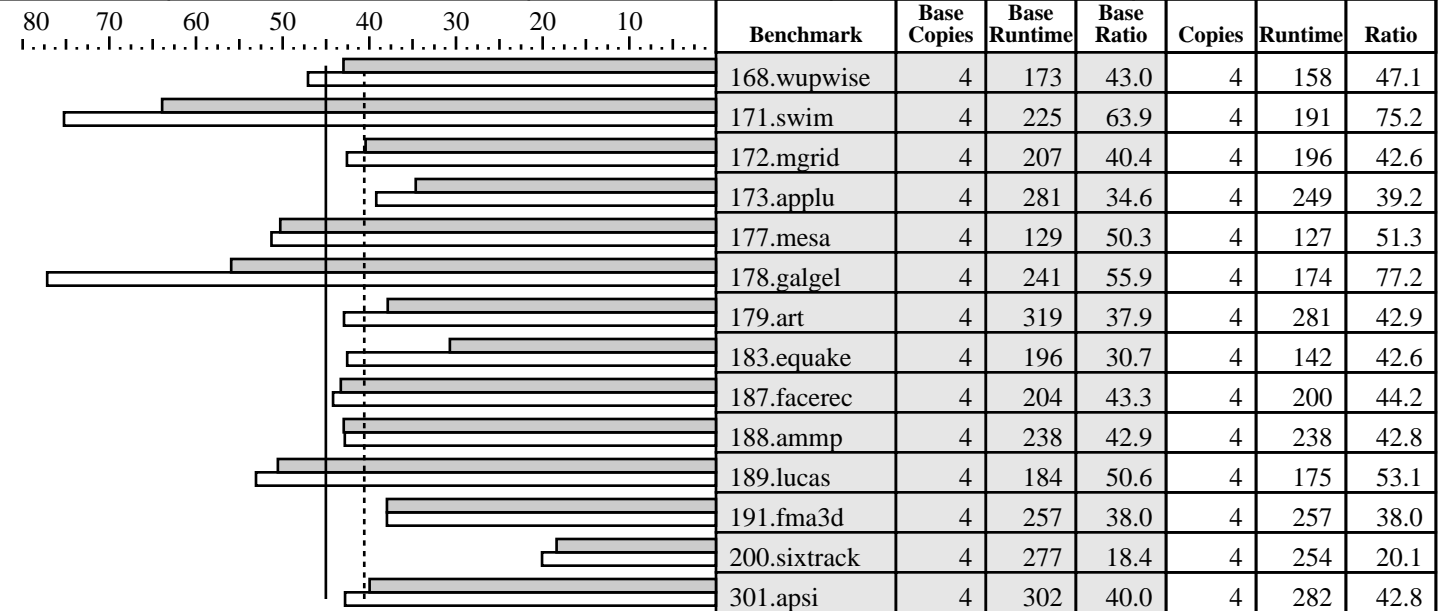 80 70 60 50 40 30 20 10
Benchmark Base Copies Base Runtime Base Ratio Copies Runtime Ratio
168.wupwise 4 173 43.0 4 158 47.1
171.swim 4 225 63.9 4 191 75.2
172.mgrid 4 207 40.4 4 196 42.6
173.applu 4 281 34.6 4 249 39.2
177.mesa 4 129 50.3 4 127 51.3
178.galgel 4 241 55.9 4 174 77.2
179.art 4 319 37.9 4 281 42.9
183.equake 4 196 30.7 4 142 42.6
187.facerec 4 204 43.3 4 200 44.2
188.ammp 4 238 42.9 4 238 42.8
189.lucas 4 184 50.6 4 175 53.1
191.fma3d 4 257 38.0 4 257 38.0
200.sixtrack 4 277 18.4 4 254 20.1
301.apsi 4 302 40.0 4 282 42.8